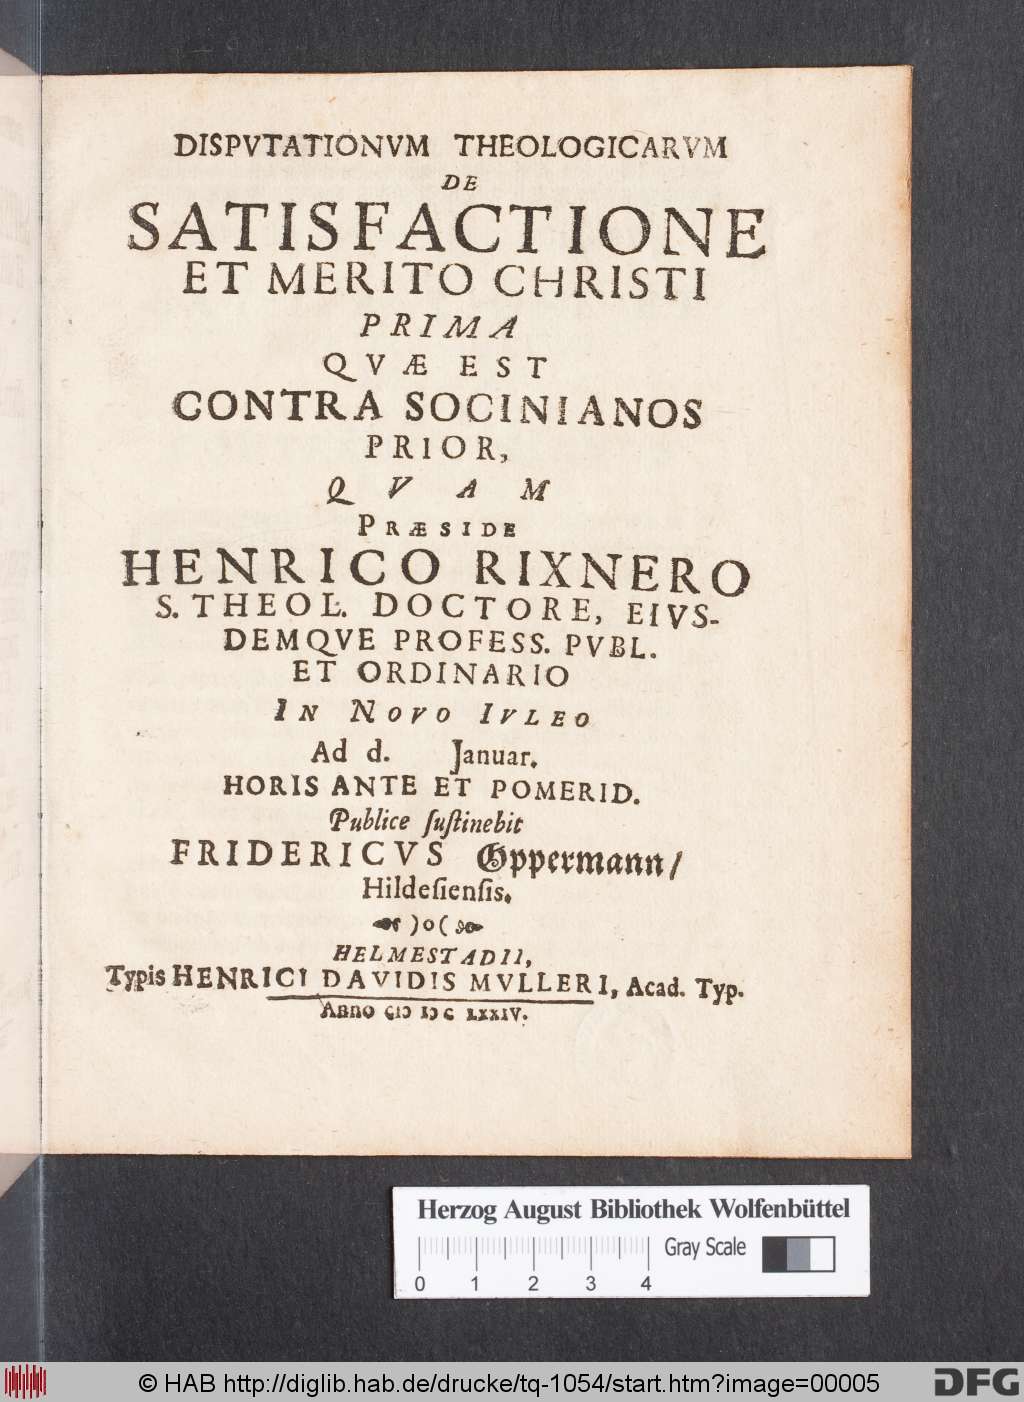 DISPVTATIONVM THEOLOGICARVM
DE
SATISFACTIONE
ET MERITO CHRISTI
PRIMA
QVÆ EST
CONTRA SOCINIANOS
PRIOR,
QVAM
PRÆSIDE
HENRICO RIXNERO
S. THEOL. DOCTORE, EIVS-
DEMQVE PROFESS. PVBL.
ET ORDINARIO
IN NOVO IVLEO
Ad d. Januar.
HORIS ANTE ET POMERID.
Publice ſuſtinebit
FRIDERICVS Oppermann/
Hildeſienſis.
)o(
HELMESTADII,
Typis HENRICI DAVIDIS MVLLERI, Acad. Typ.
Anno cIɔ Iɔc LXXIV.
Herzog August Bibliothek Wolfenbüttel
Gray Scale
0 1 2 3 4
© HAB http://diglib.hab.de/drucke/tq-1054/start.htm?image=00005
DFG